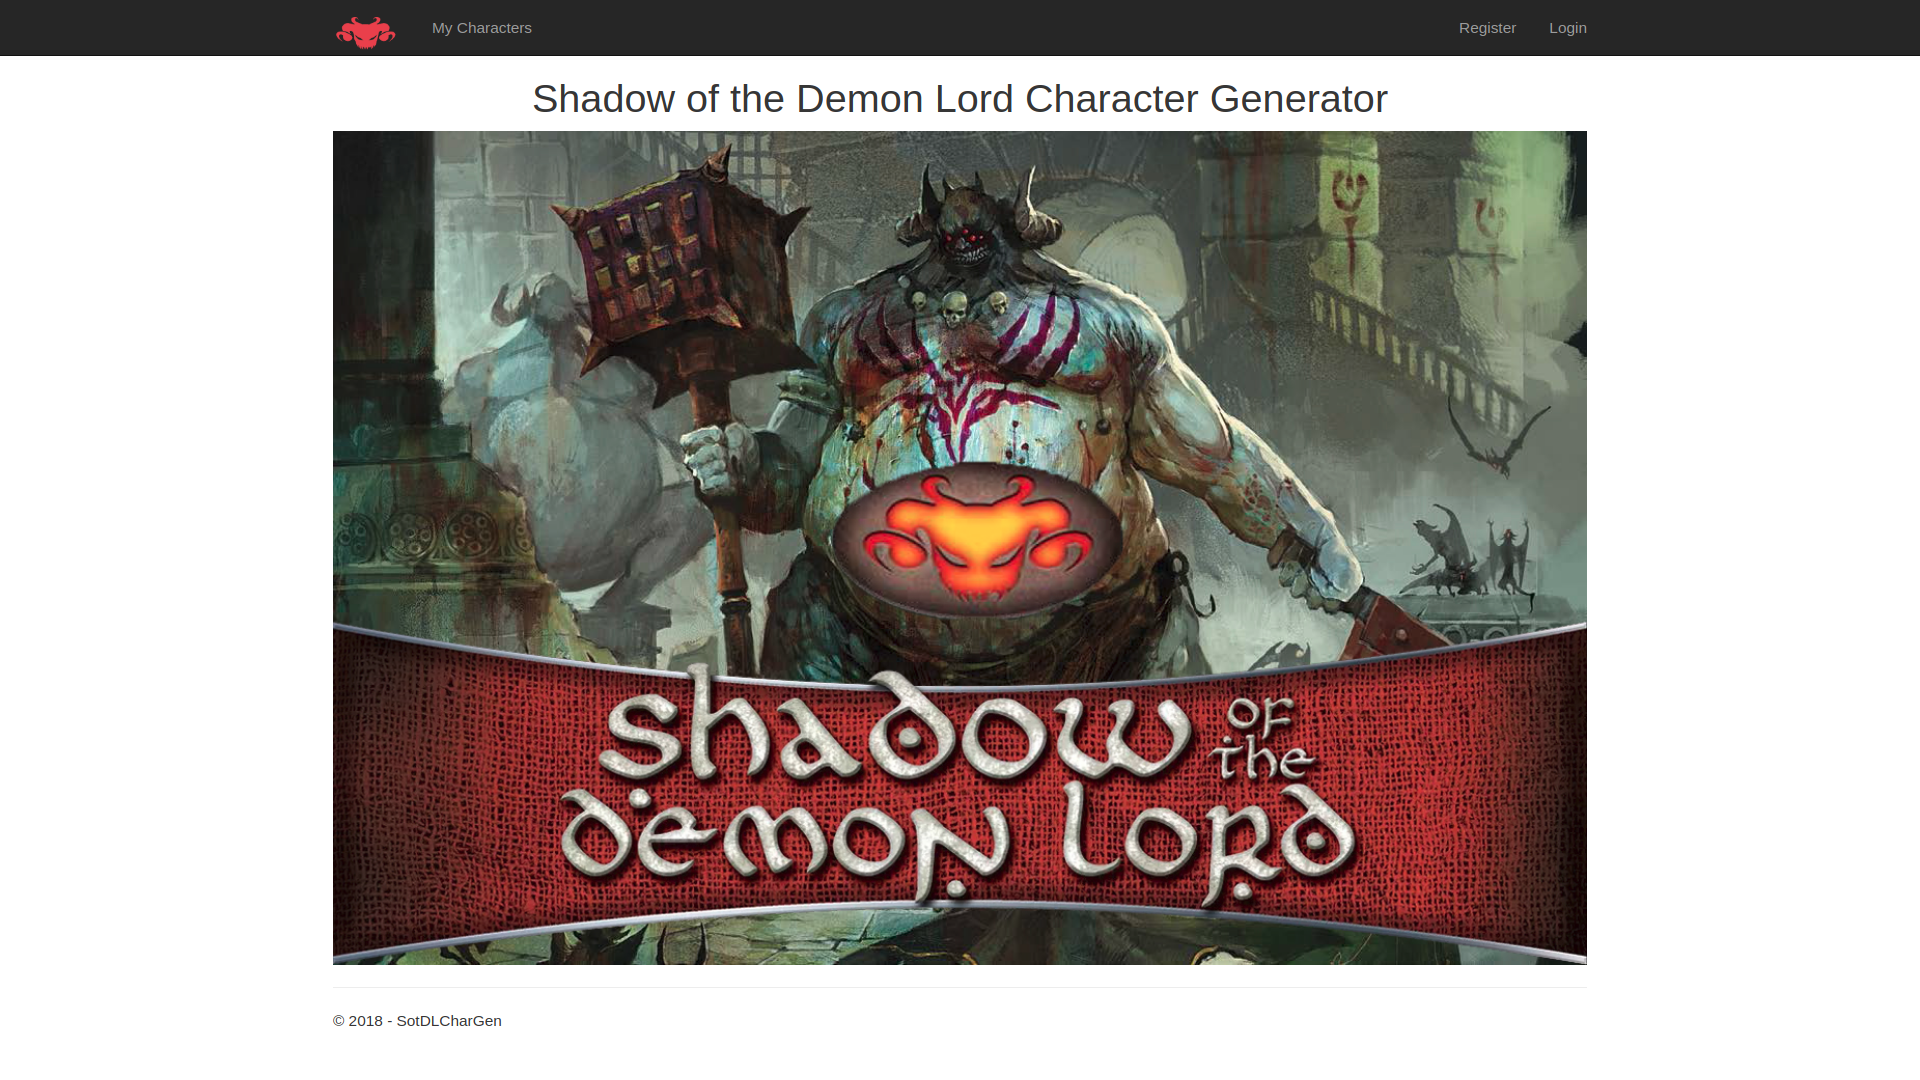 My Characters
Register
Login
Shadow of the Demon Lord Character Generator
shadow of the
demon lord
© 2018 - SotDLCharGen